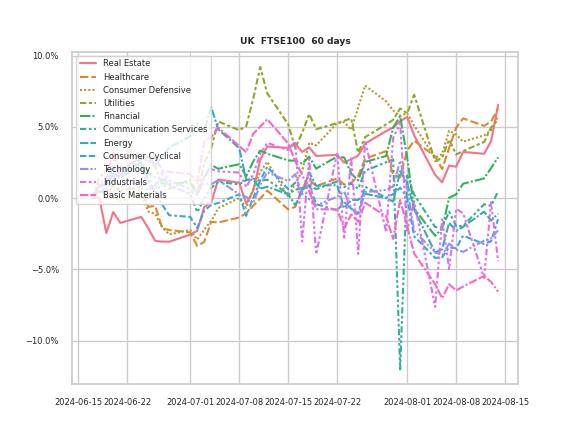 UK  FTSE100  60 days
10.0%
5.0%
0.0%
−5.0%
−10.0%
Real Estate
Healthcare
Consumer Defensive
Utilities
Financial
Communication Services
Energy
Consumer Cyclical
Technology
Industrials
Basic Materials
2024-06-15 2024-06-22 2024-07-01 2024-07-08 2024-07-15 2024-07-22 2024-08-01 2024-08-08 2024-08-15